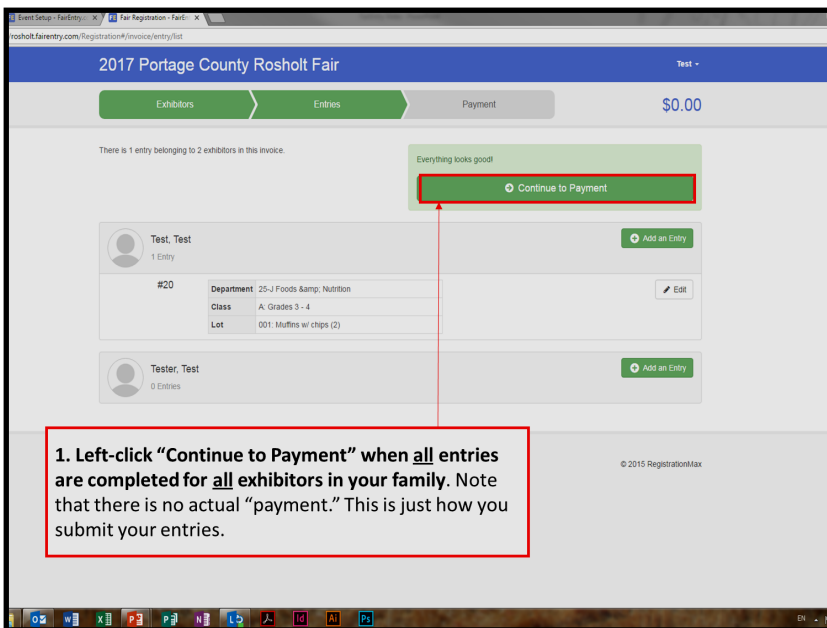 Event Setup - FairEntry... x
Fair Registration - FairEn x
rosholt.fairentry.com/Registration#/invoice/entry/list
2017 Portage County Rosholt Fair
Test
Exhibitors
Entries
Payment
$0.00
There is 1 entry belonging to 2 exhibitors in this invoice.
Everything looks good!
Continue to Payment
Test, Test
1 Entry
Add an Entry
#20
Department 25-J Foods &amp; Nutrition
Edit
Class A: Grades 3 - 4
Lot 001: Muffins w/ chips (2)
Tester, Test
0 Entries
Add an Entry
1. Left-click “Continue to Payment” when all entries
are completed for all exhibitors in your family. Note
that there is no actual “payment.” This is just how you
submit your entries.
© 2015 RegistrationMax
EN